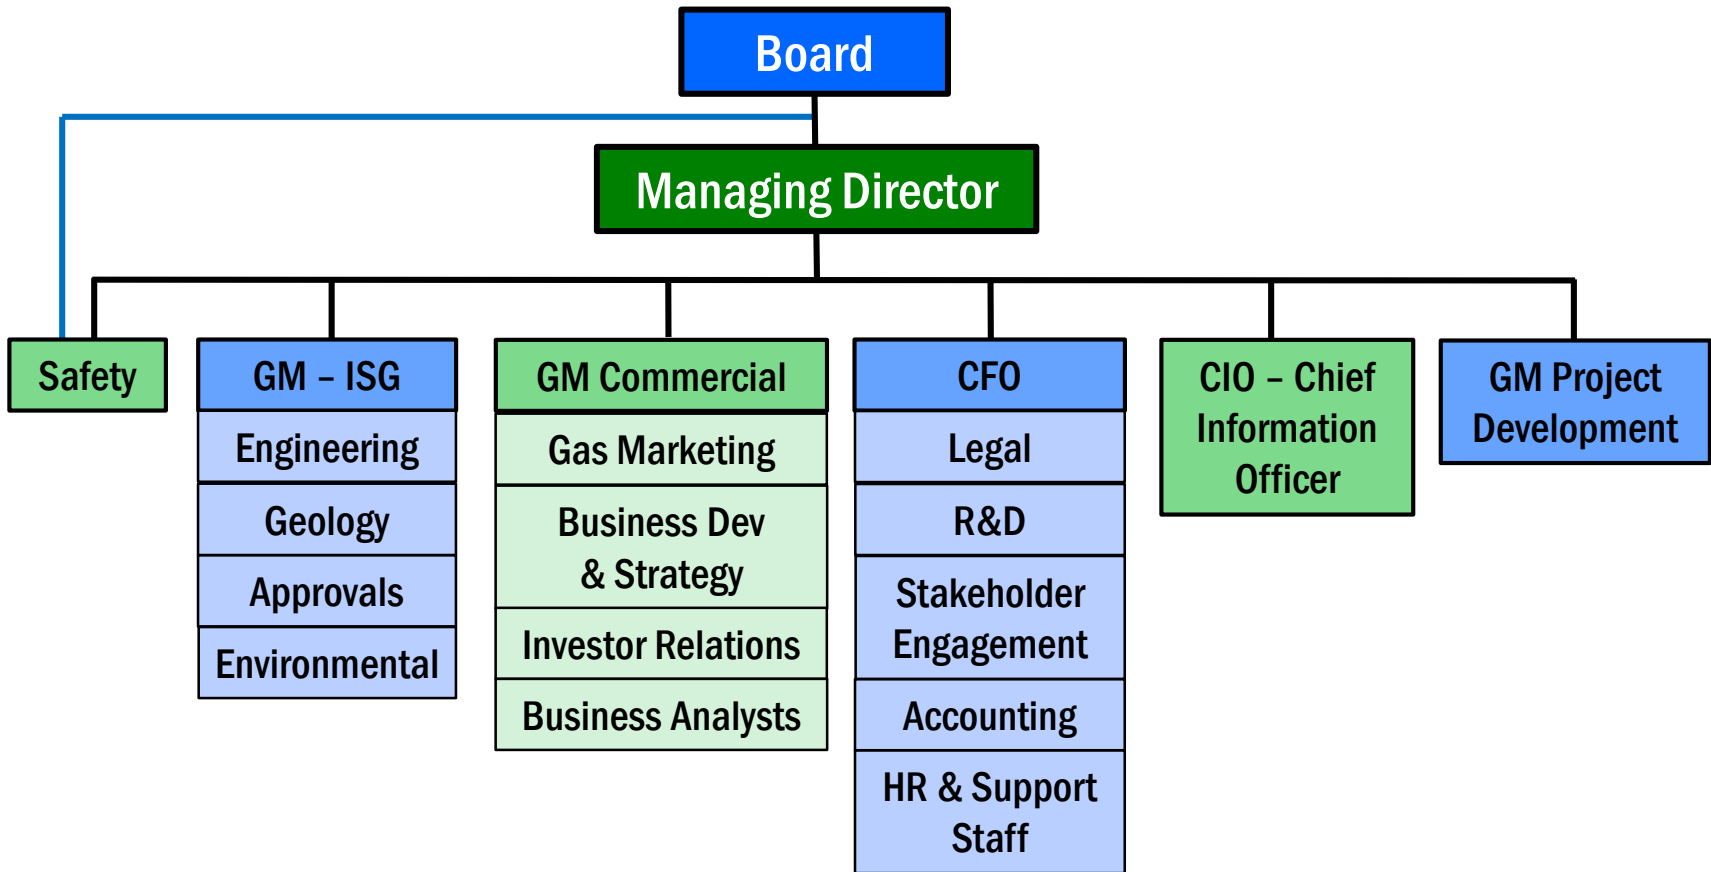 Board
Managing Director
Safety
GM – ISG
Engineering
Geology
Approvals
Environmental
GM Commercial
Gas Marketing
Business Dev
& Strategy
Investor Relations
Business Analysts
CFO
Legal
R&D
Stakeholder
Engagement
Accounting
HR & Support
Staff
CIO – Chief
Information
Officer
GM Project
Development